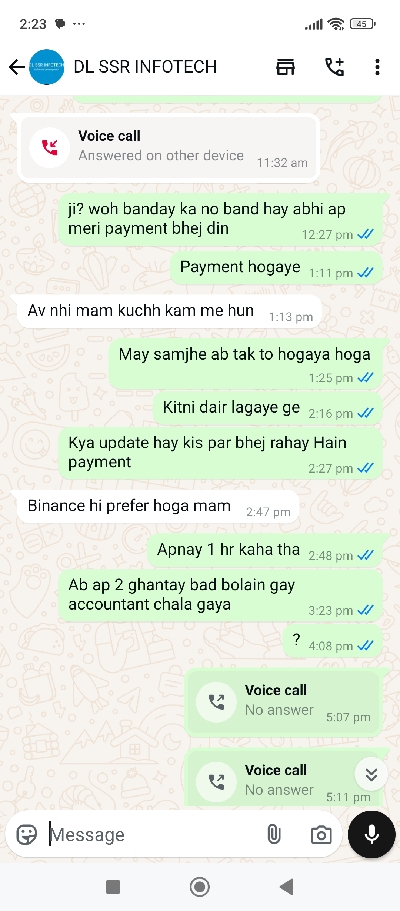 2:23
45
DL SSR INFOTECH
Voice call
Answered on other device
11:32 am
ji? woh banday ka no band hay abhi ap
meri payment bhej din
12:27 pm
Payment hogaye 1:11 pm
Av nhi mam kuchh kam me hun 1:13 pm
May samjhe ab tak to hogaya hoga
1:25 pm
Kitni dair lagaye ge 2:16 pm
Kya update hay kis par bhej rahay Hain
payment
2:27 pm
Binance hi prefer hoga mam 2:47 pm
Apnay 1 hr kaha tha 2:48 pm
Ab ap 2 ghantay bad bolain gay
accountant chala gaya
3:23 pm
? 4:08 pm
Voice call
No answer
5:07 pm
Voice call
No answer
5:11 pm
Message